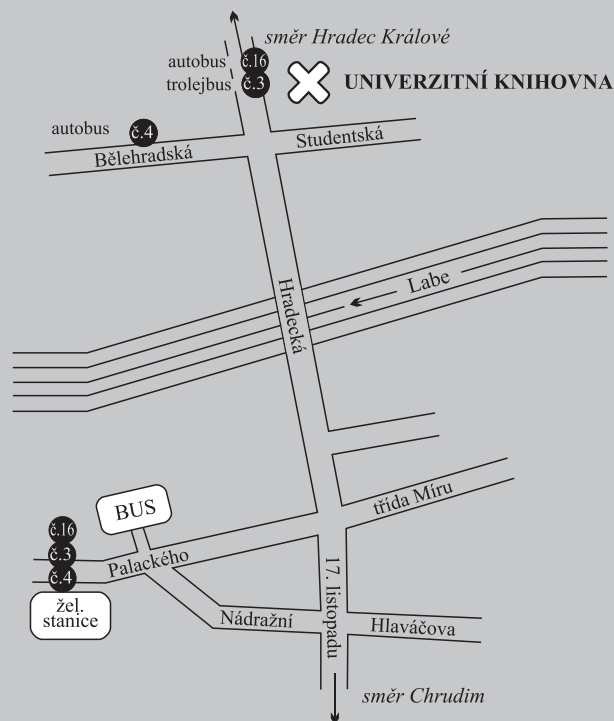 směr Hradec Králové
autobus č.16
trolejbus č.3
UNIVERZITNÍ KNIHOVNA
autobus č.4
Studentská
Bělehradská
Labe
Hradecká
třída Míru
BUS
č.16
č.3
č.4
Palackého
žel.
stanice
17. listopadu
Nádražní
Hlaváčova
směr Chrudim